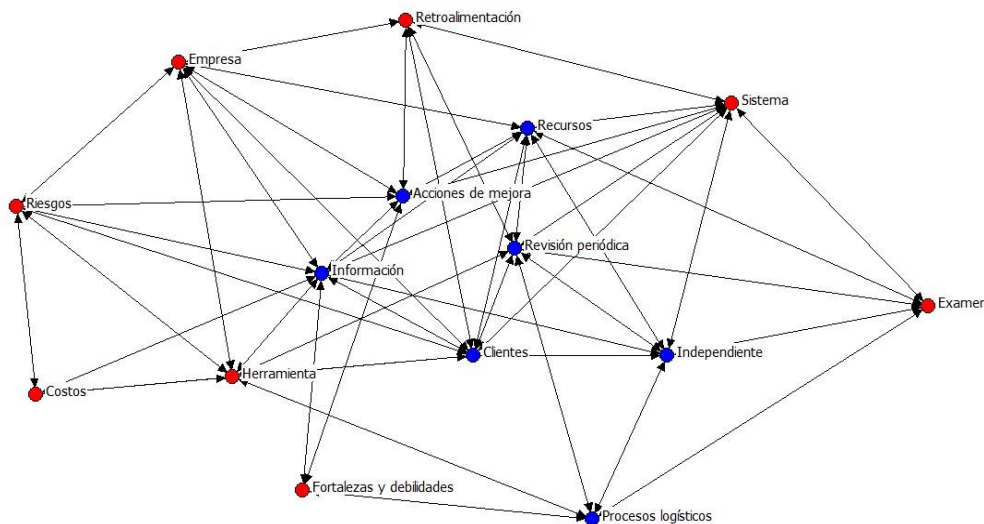 Retroalimentación
Empresa
Sistema
Recursos
Acciones de mejora
Riesgos
Revisión periódica
Información
Examen
Clientes
Independiente
Herramienta
Costos
Fortalezas y debilidades
Procesos logísticos